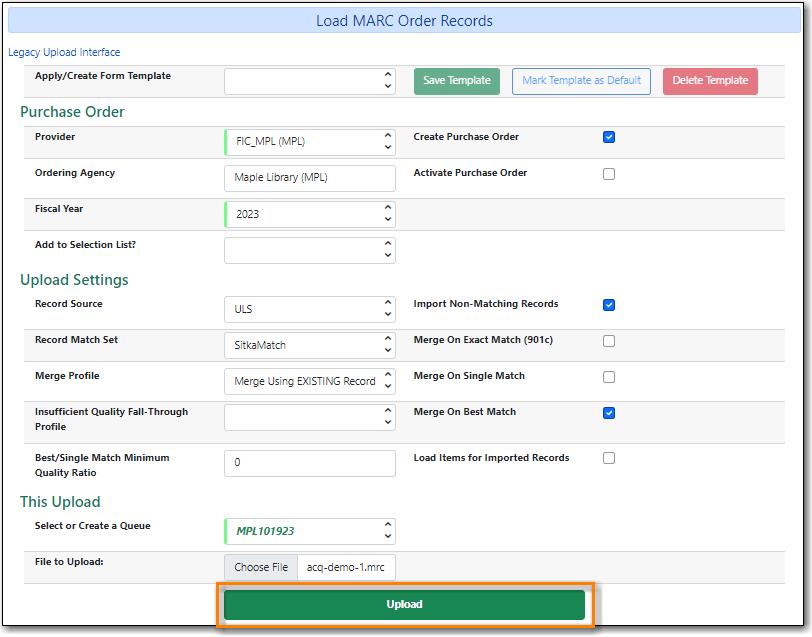 Load MARC Order Records
Legacy Upload Interface
Apply/Create Form Template
Save Template
Mark Template as Default
Delete Template
Purchase Order
Provider
FIC_MPL (MPL)
Create Purchase Order
Ordering Agency
Maple Library (MPL)
Activate Purchase Order
Fiscal Year
2023
Add to Selection List?
Upload Settings
Record Source
ULS
Import Non-Matching Records
Record Match Set
SitkaMatch
Merge On Exact Match (901c)
Merge Profile
Merge Using EXISTING Record
Merge On Single Match
Insufficient Quality Fall-Through
Profile
Merge On Best Match
Best/Single Match Minimum
Quality Ratio
0
Load Items for Imported Records
This Upload
Select or Create a Queue
MPL101923
File to Upload:
Choose File
acq-demo-1.mrc
Upload